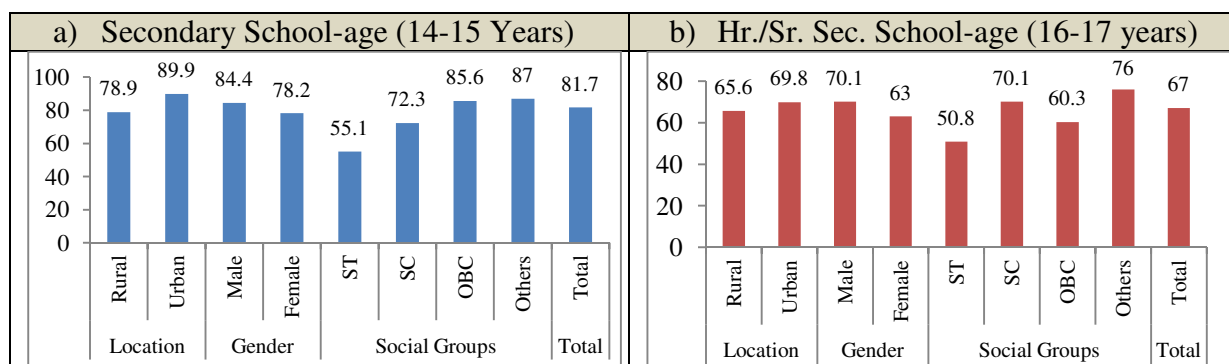 a) Secondary School-age (14-15 Years)
100
80
60
40
20
0
78.9
89.9
84.4
78.2
55.1
72.3
85.6
87
81.7
Rural
Urban
Male
Female
ST
SC
OBC
Others
Total
Location
Gender
Social Groups
Total
b) Hr./Sr. Sec. School-age (16-17 years)
80
60
40
20
0
65.6
69.8
70.1
63
50.8
70.1
60.3
76
67
Rural
Urban
Male
Female
ST
SC
OBC
Others
Total
Location
Gender
Social Groups
Total